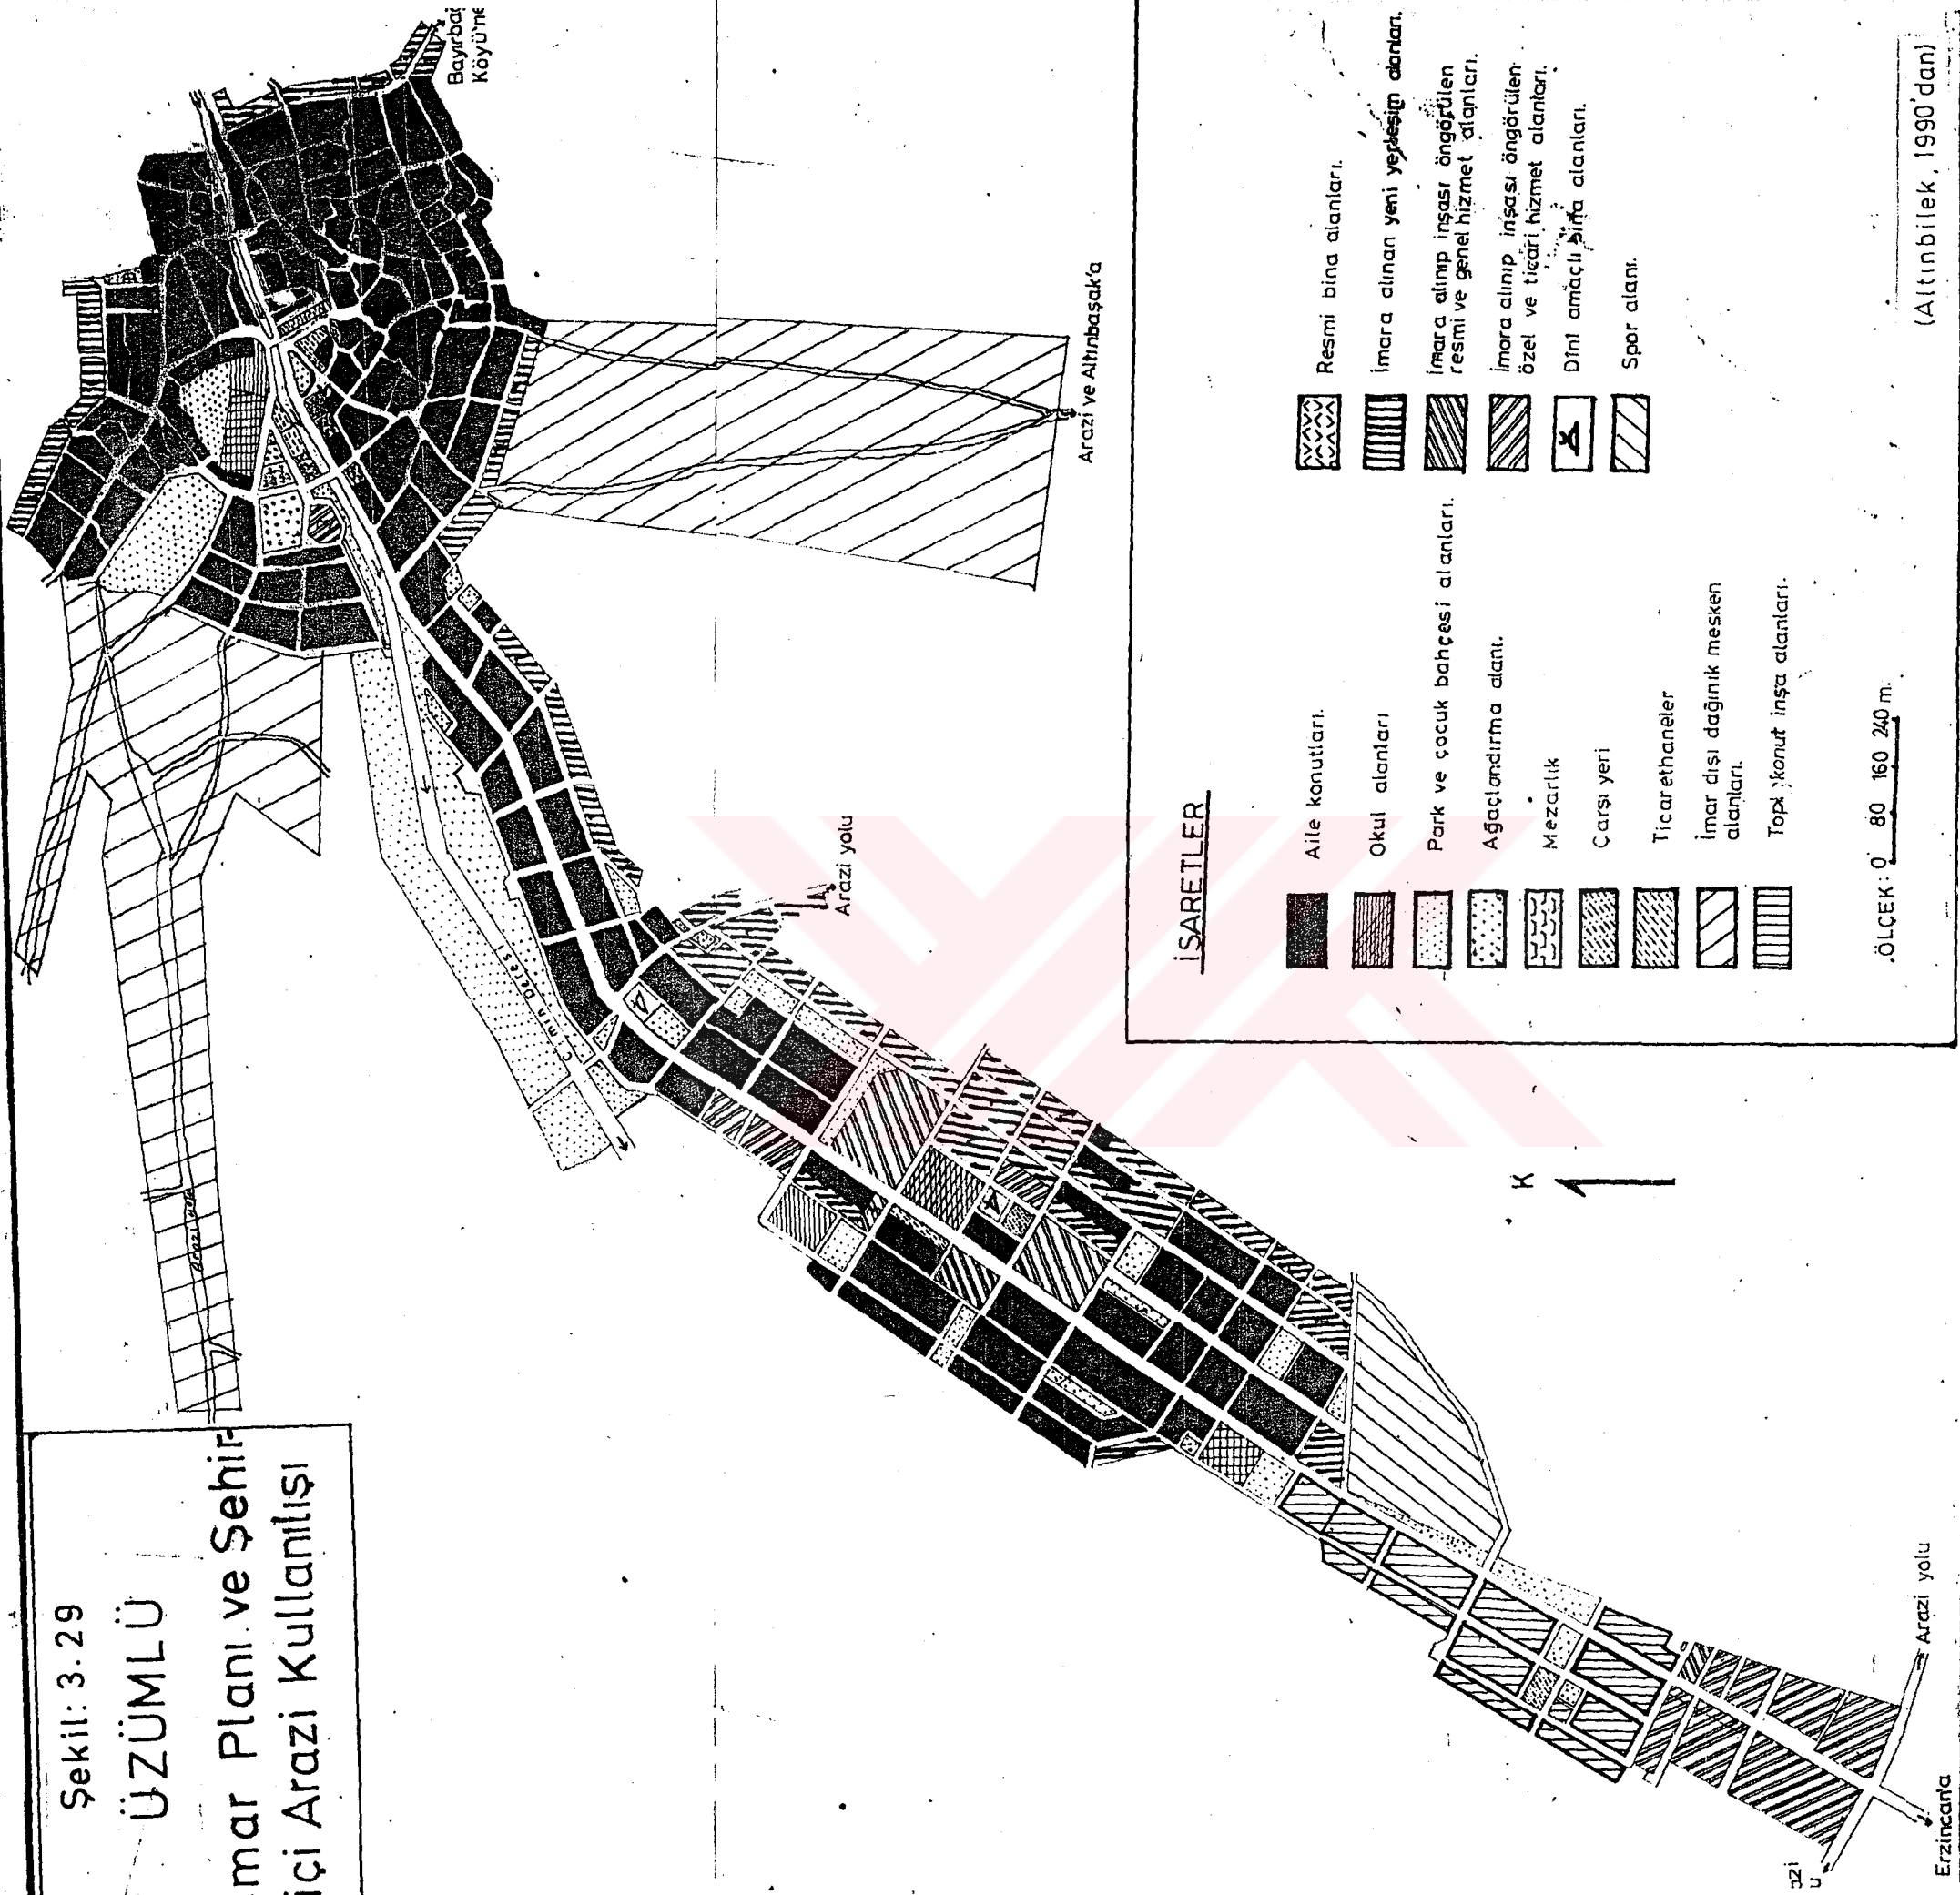 Şekil: 3.29
ÜZÜMLÜ
mar Planı ve Şehir
içi Arazi Kullanılışı
Bayırbağ
Köyü'ne
Arazi ve Altınbaşak'a
Arazi yolu
Cimin Deresi
Arazi yolu
Erzincan'a
K
İŞARETLER
Aile konutları.
Okul alanları
Park ve çocuk bahçesi alanları.
Ağaçlandırma alanı.
Mezarlık
Çarşı yeri
Ticarethaneler
İmar dışı dağınık mesken
alanları.
konut inşa alanları.
Resmi bina alanları.
İmara alınan yeni yerleşim alanları.
İmara alınıp inşası öngörülen
resmi ve genel hizmet alanları.
İmara alınıp inşası öngörülen
özel ve ticari hizmet alanları.
Dini amaçlı bina alanları.
Spor alanı.
ÖLÇEK: 0 80 160 240 m.
(Altınbilek, 1990'dan)